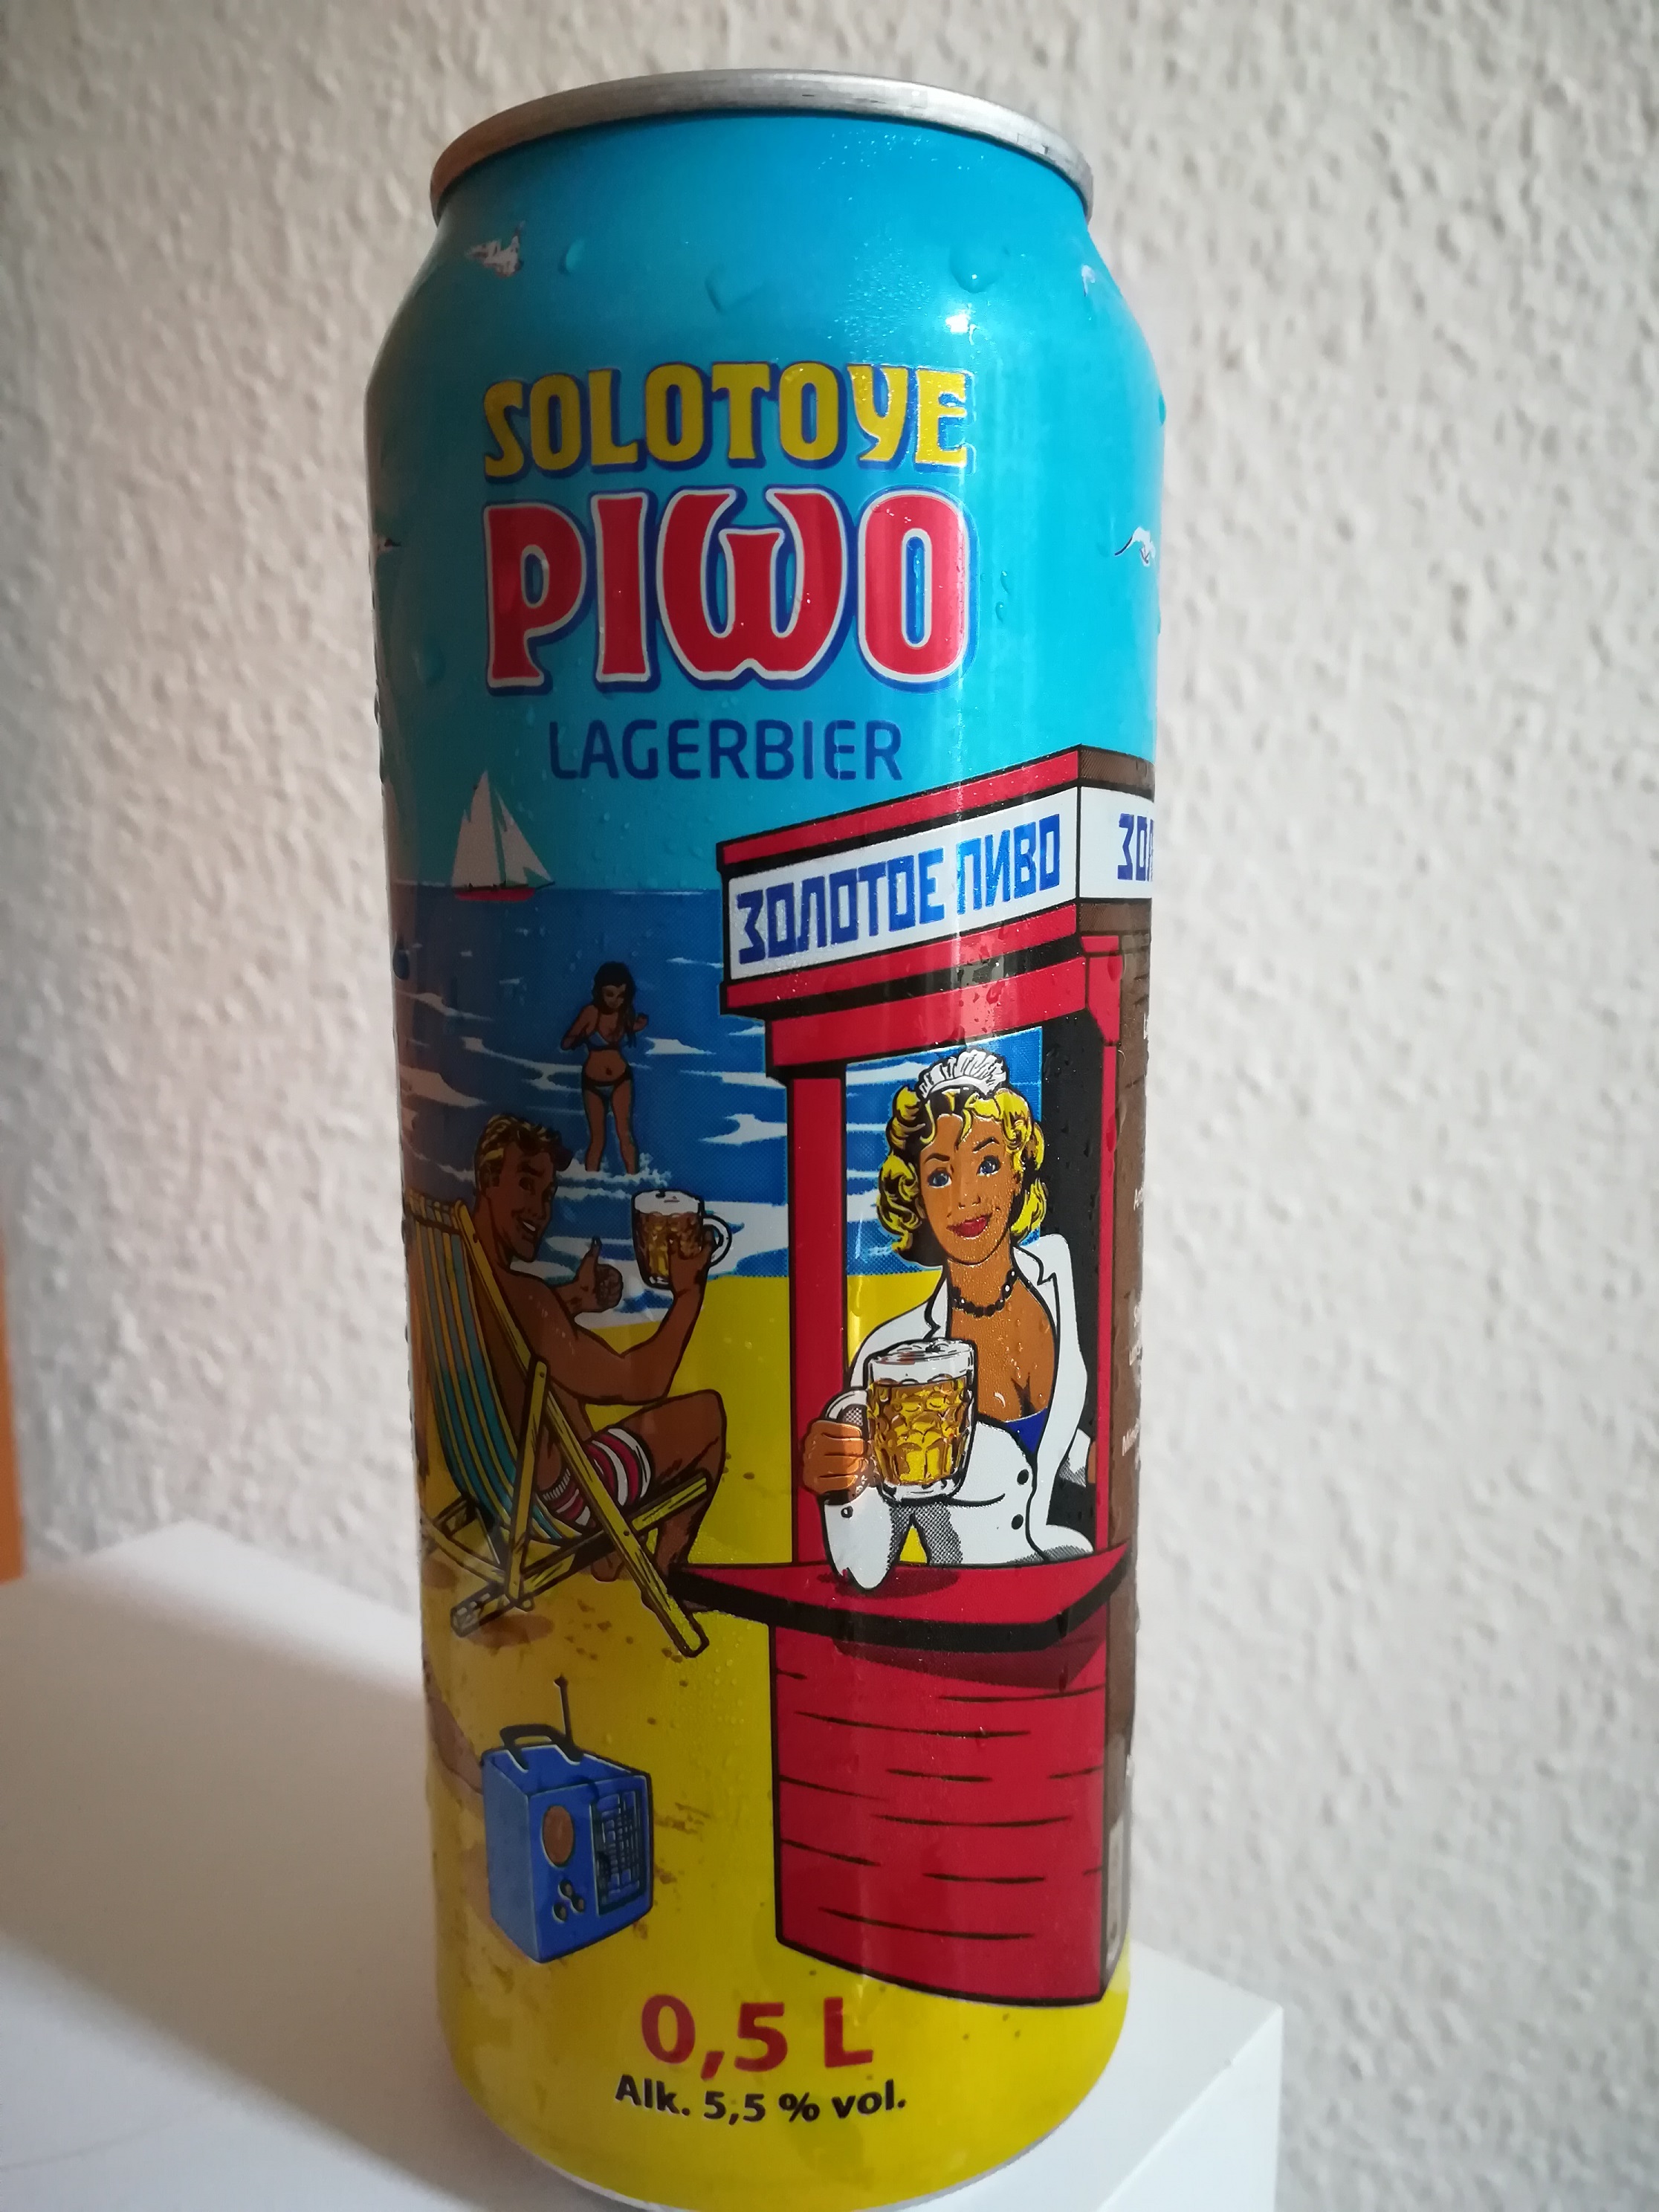 SOLOTOYE
PIWO
LAGERBIER
ЗОЛОТОЕ ПИВО
0,5 L
Alk. 5,5 % vol.